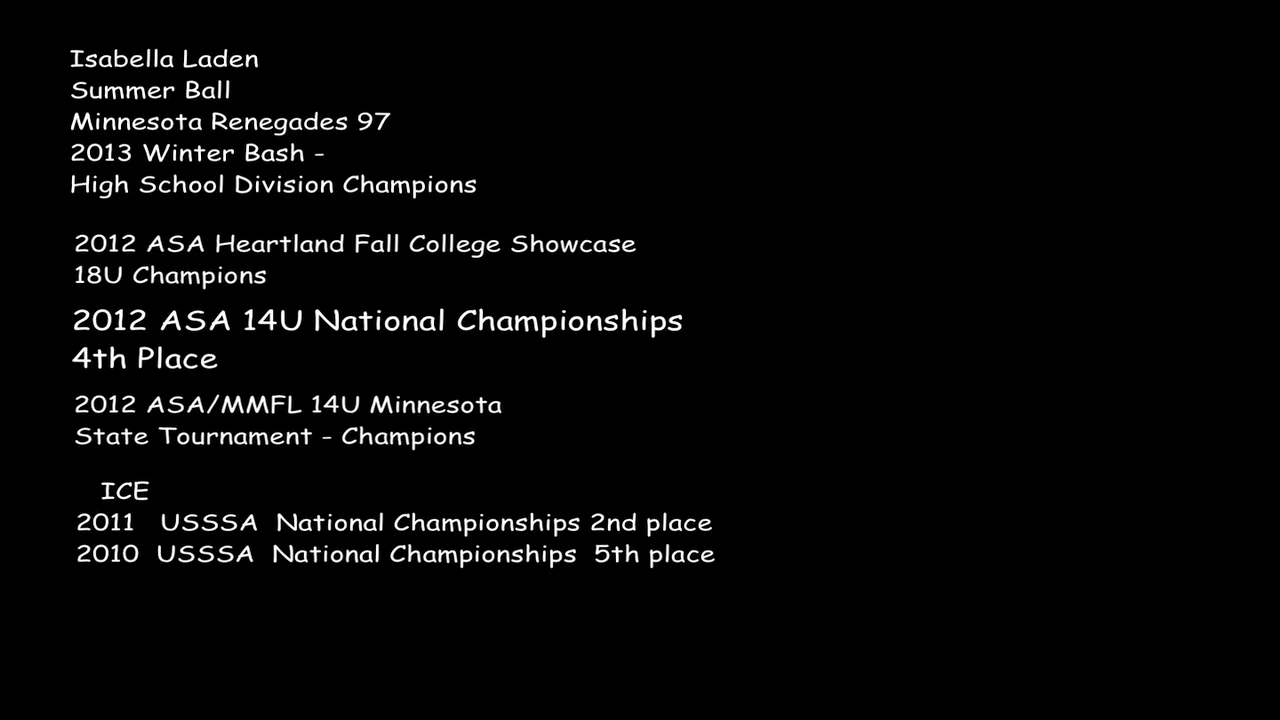 Isabella Laden
Summer Ball
Minnesota Renegades 97
2013 Winter Bash -
High School Division Champions
2012 ASA Heartland Fall College Showcase
18U Champions
2012 ASA 14U National Championships
4th Place
2012 ASA/MMFL 14U Minnesota
State Tournament - Champions
ICE
2011 USSSA National Championships 2nd place
2010 USSSA National Championships 5th place